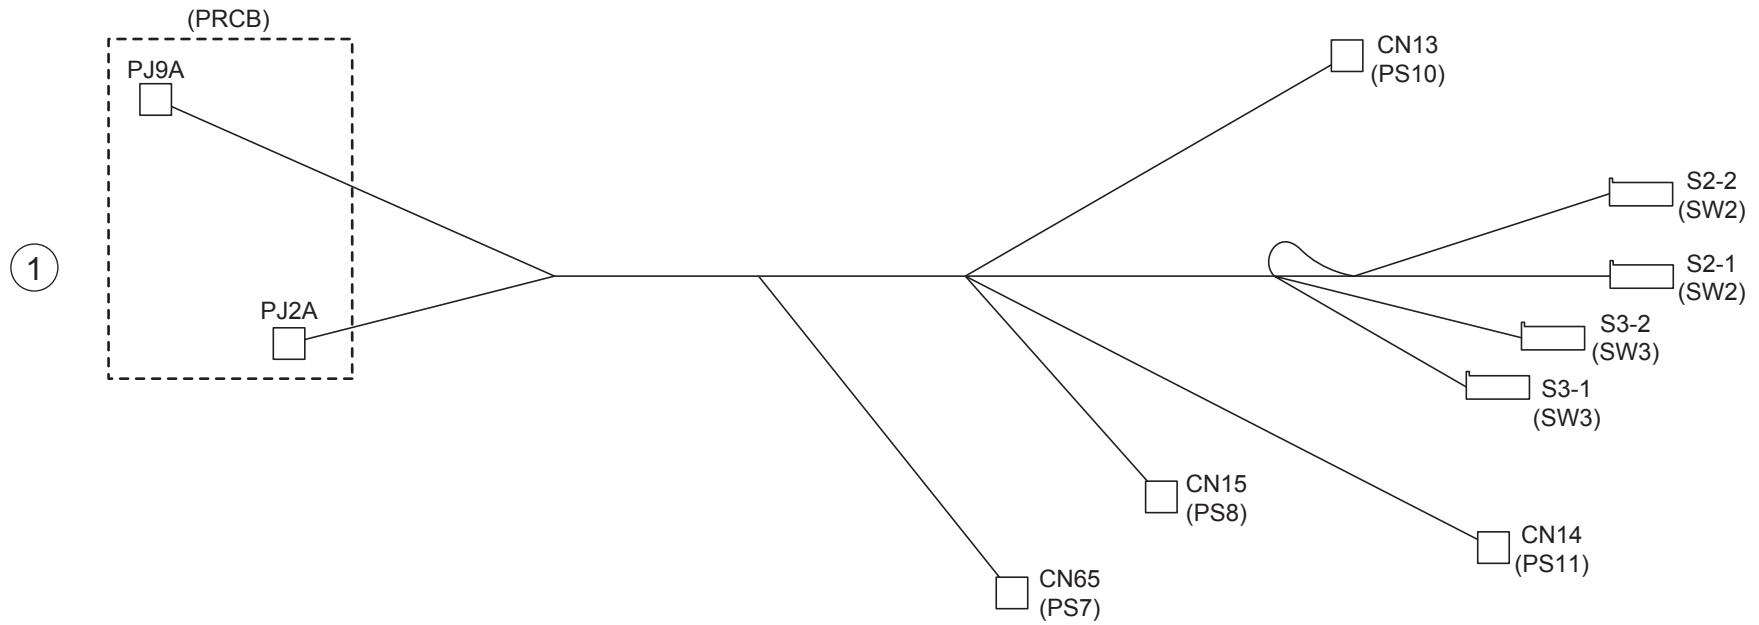 (PRCB)
PJ9A
1
PJ2A
CN13
(PS10)
S2-2
(SW2)
S2-1
(SW2)
S3-2
(SW3)
S3-1
(SW3)
CN15
(PS8)
CN14
(PS11)
CN65
(PS7)